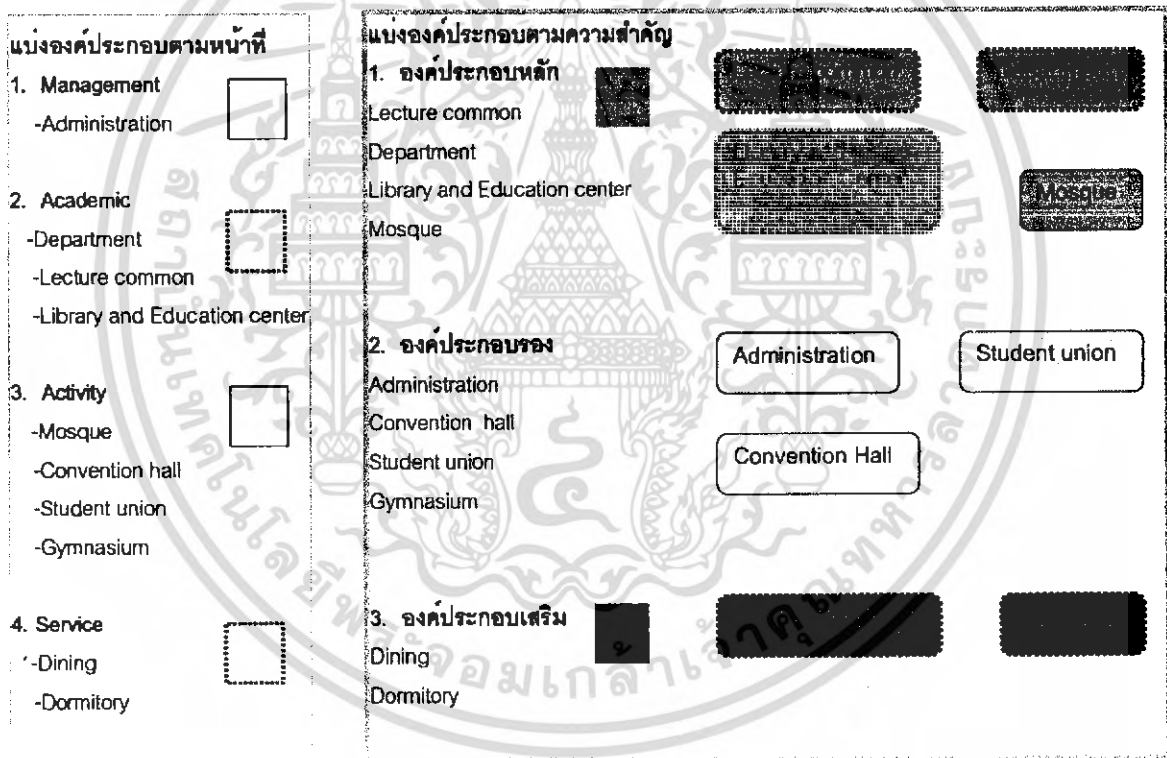 แบ่งองค์ประกอบตามหน้าที่
1. Management
-Administration
2. Academic
-Department
-Lecture common
-Library and Education center
3. Activity
-Mosque
-Convention hall
-Student union
-Gymnasium
4. Service
-Dining
-Dormitory
แบ่งองค์ประกอบตามความสำคัญ
1. องค์ประกอบหลัก
Lecture common
Department
Library and Education center
Mosque
Mosque
2. องค์ประกอบรอง
Administration
Convention hall
Student union
Gymnasium
Administration
Student union
Convention Hall
3. องค์ประกอบเสริม
Dining
Dormitory